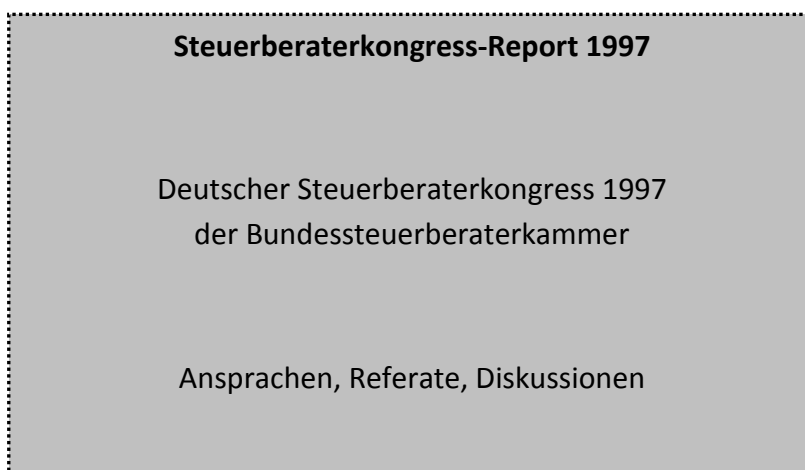 Steuerberaterkongress-Report 1997
Deutscher Steuerberaterkongress 1997
der Bundessteuerberaterkammer
Ansprachen, Referate, Diskussionen